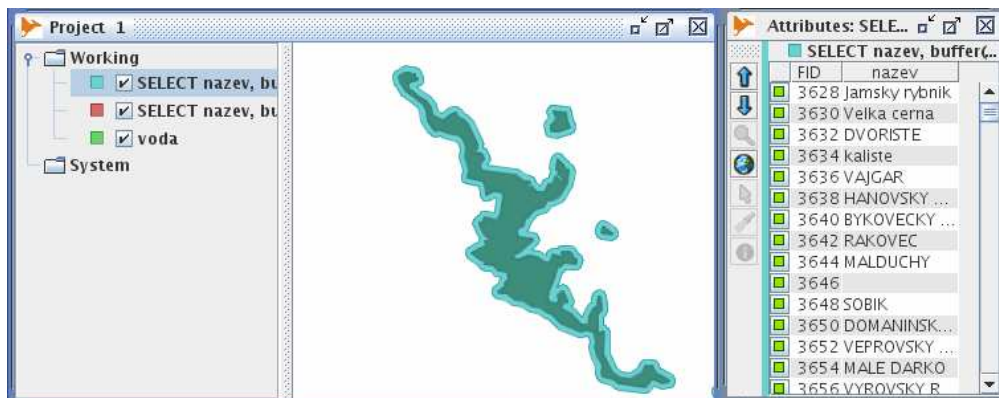 Project 1
Working
SELECT nazev, bu
SELECT nazev, bu
voda
System
Attributes: SELE...
SELECT nazev, buffer(...
FID nazev
3628 Jamsky rybnik
3630 Velka cerna
3632 DVORISTE
3634 kaliste
3636 VAJGAR
3638 HANOVSKY ...
3640 BYKOVECKY ...
3642 RAKOVEC
3644 MALDUCHY
3646
3648 SOBIK
3650 DOMANINSK...
3652 VEPROVSKY ...
3654 MALE DARKO
3656 VYROVSKY R